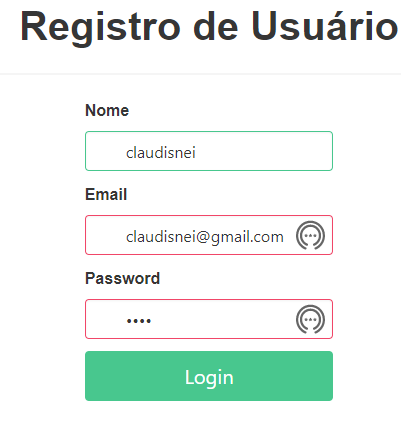 Registro de Usuário
Nome
claudisnei
Email
claudisnei@gmail.com
Password
••••
Login